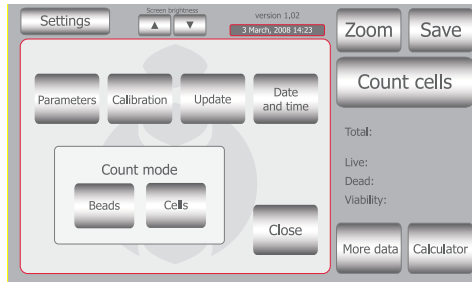 Settings
Screen brightness
version 1,02
3 March, 2008 14:23
Zoom
Save
Parameters
Calibration
Update
Date
and time
Count cells
Total:
Live:
Dead:
Viability:
Count mode
Beads
Cells
Close
More data
Calculator